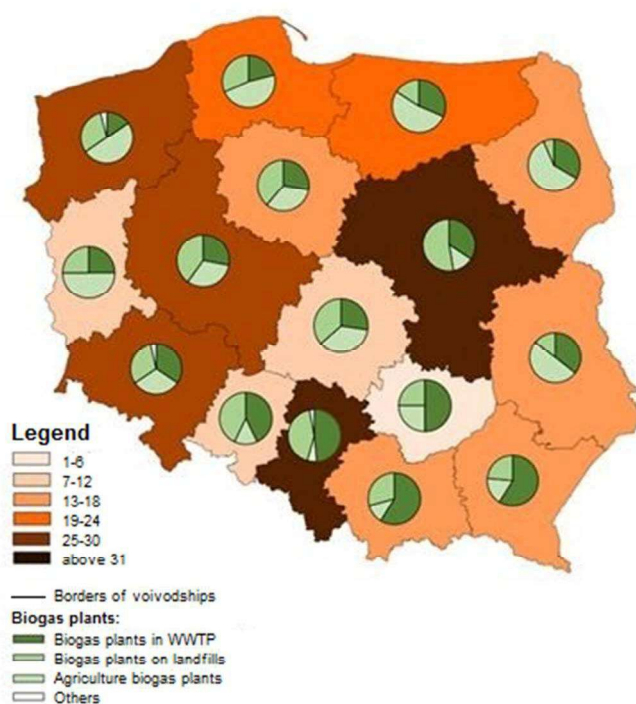 Legend
1-6
7-12
13-18
19-24
25-30
above 31
Borders of voivodships
Biogas plants:
Biogas plants in WWTP
Biogas plants on landfills
Agriculture biogas plants
Others